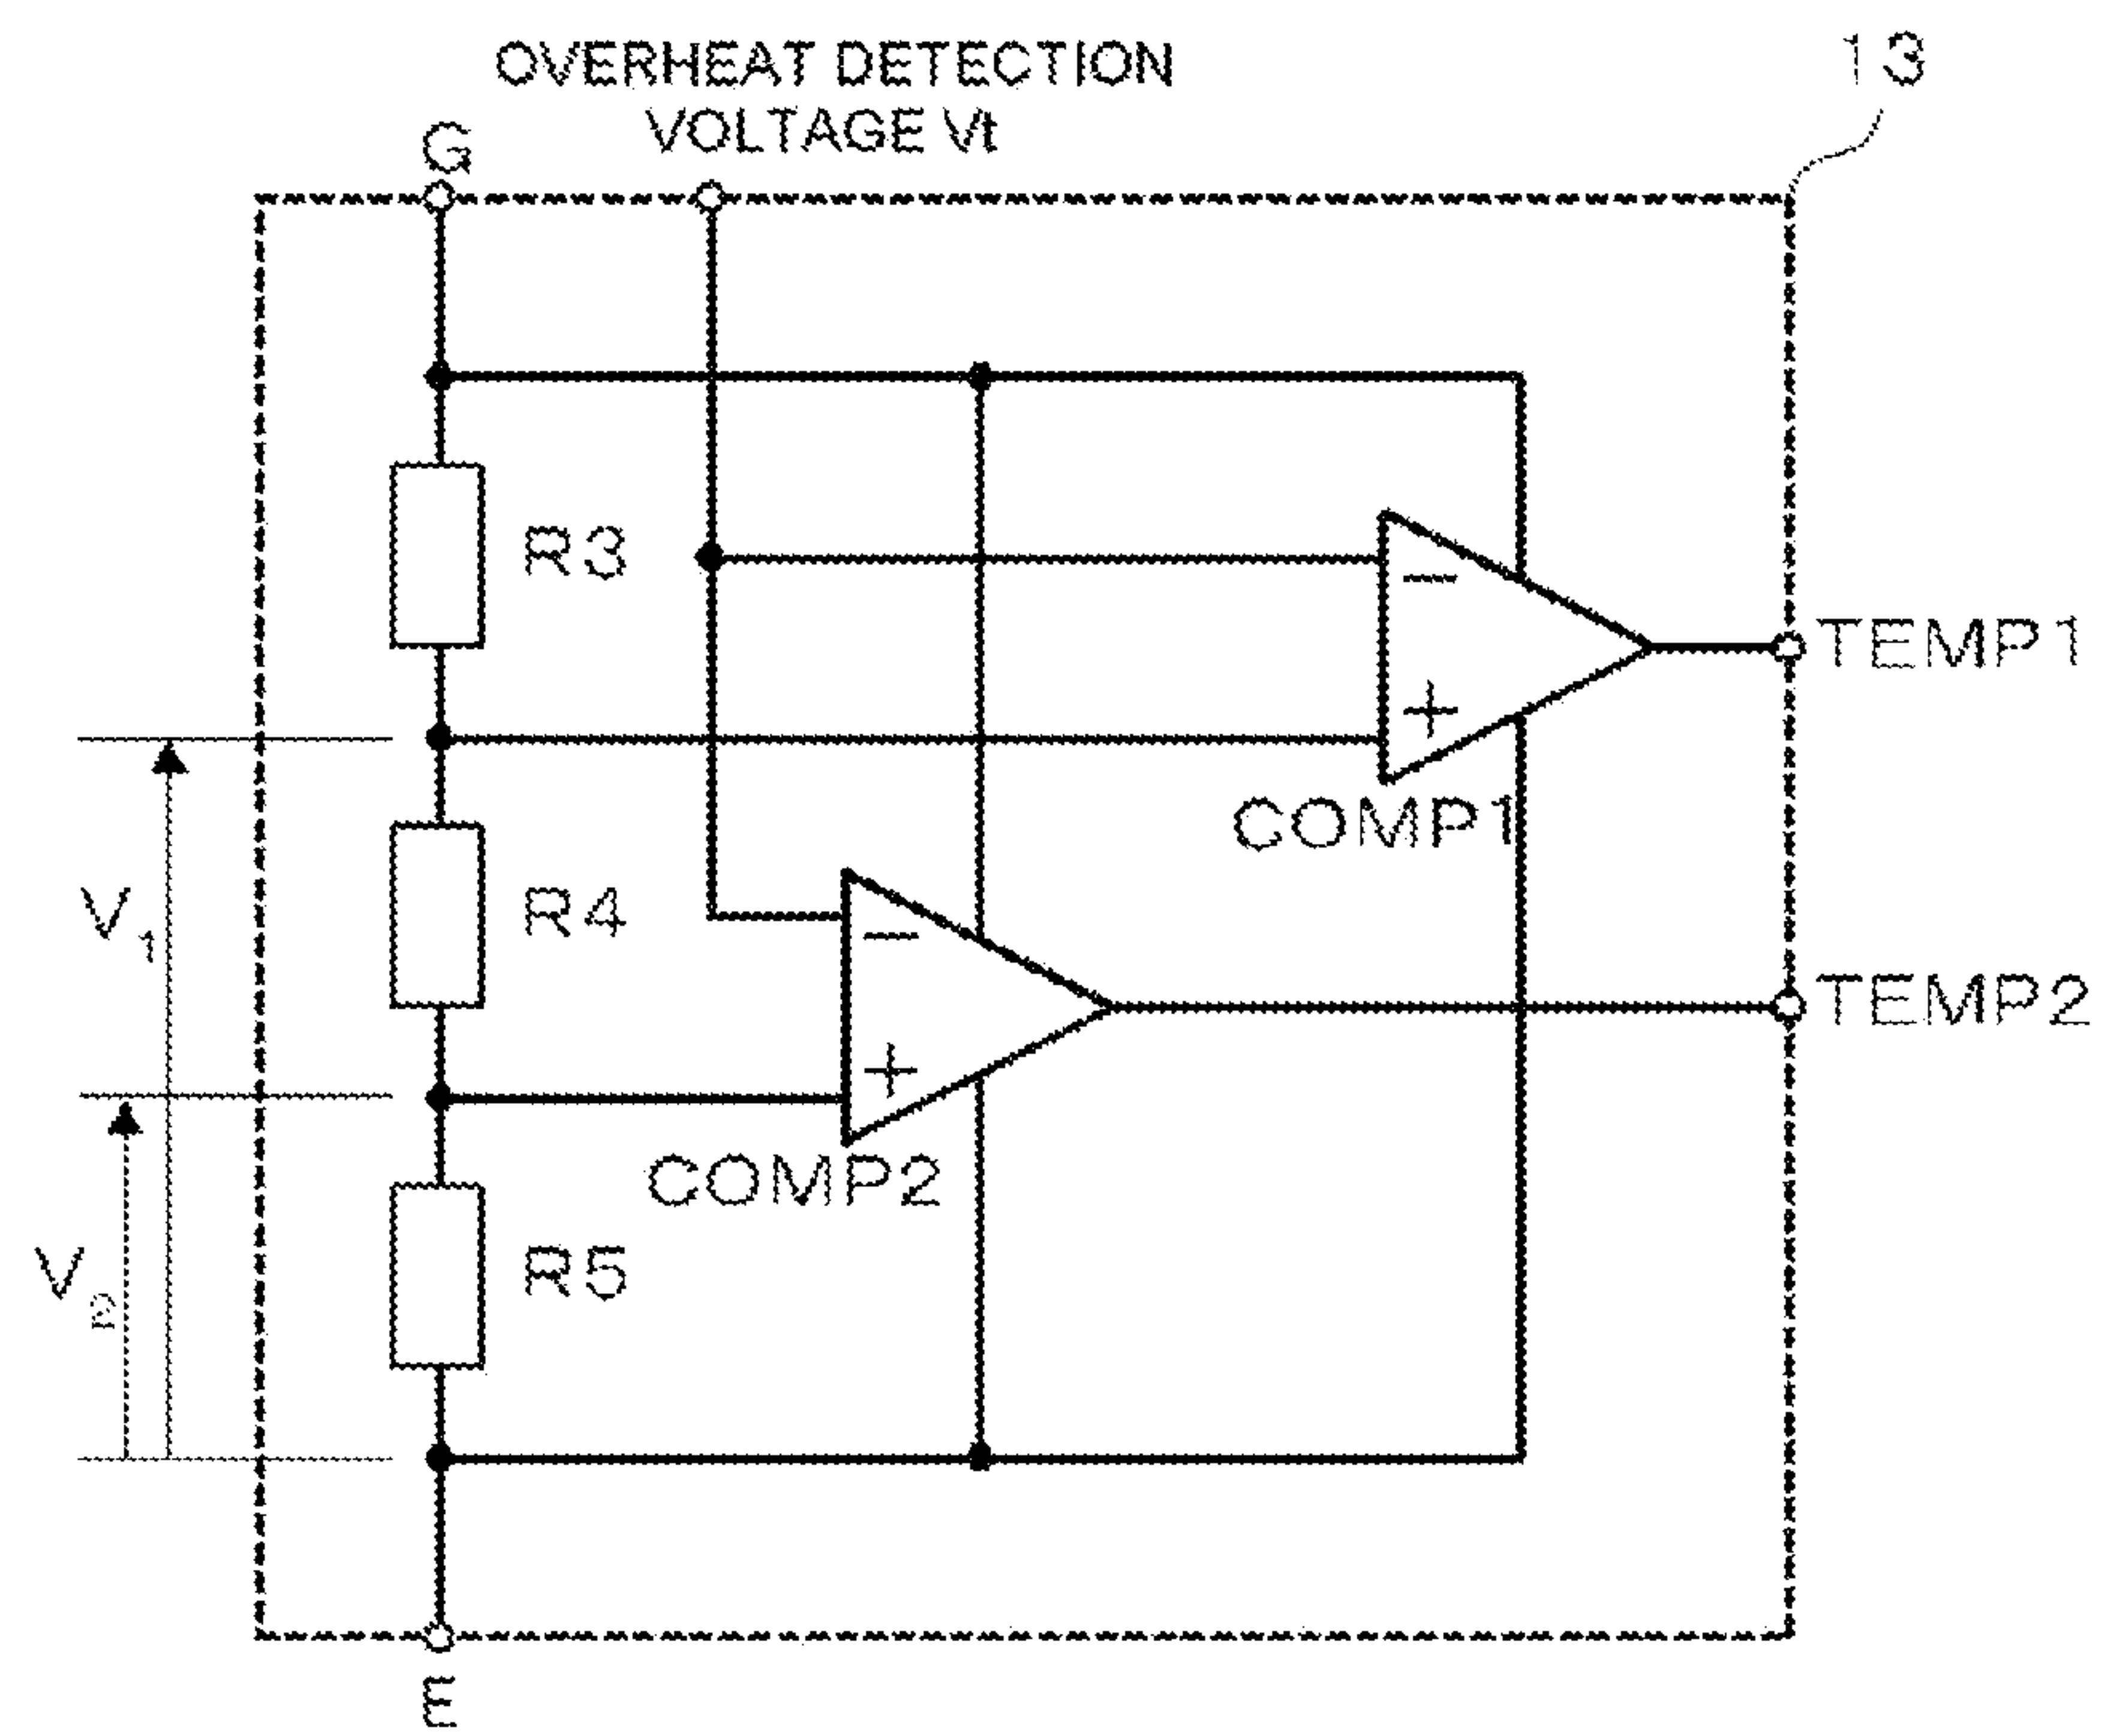 OVERHEAT DETECTION
VOLTAGE Vt
13
G
R3
−
+
COMP1
TEMP1
V1
R4
−
+
COMP2
TEMP2
V2
R5
E